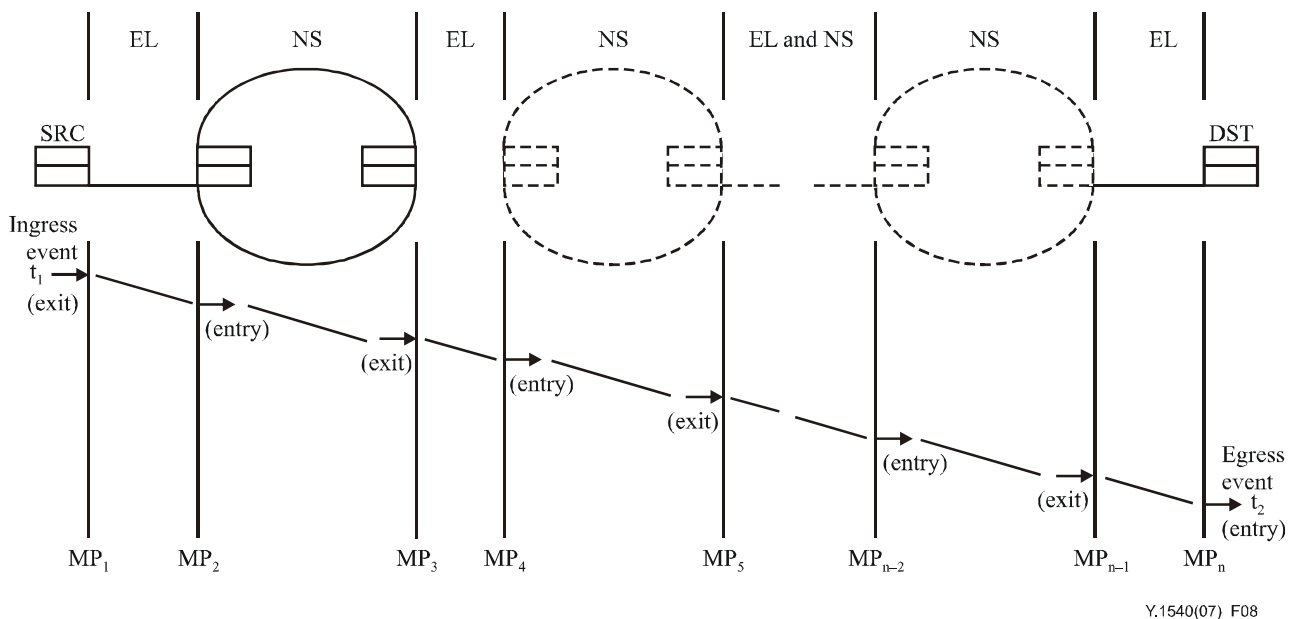 EL NS EL NS EL and NS NS EL
SRC DST
Ingress
event
t1
(exit)
(entry)
(exit)
(entry)
(exit)
(entry)
(exit)
Egress
event
t2
(entry)
MP1 MP2 MP3 MP4 MP5 MPn–2 MPn–1 MPn
Y.1540(07)_F08